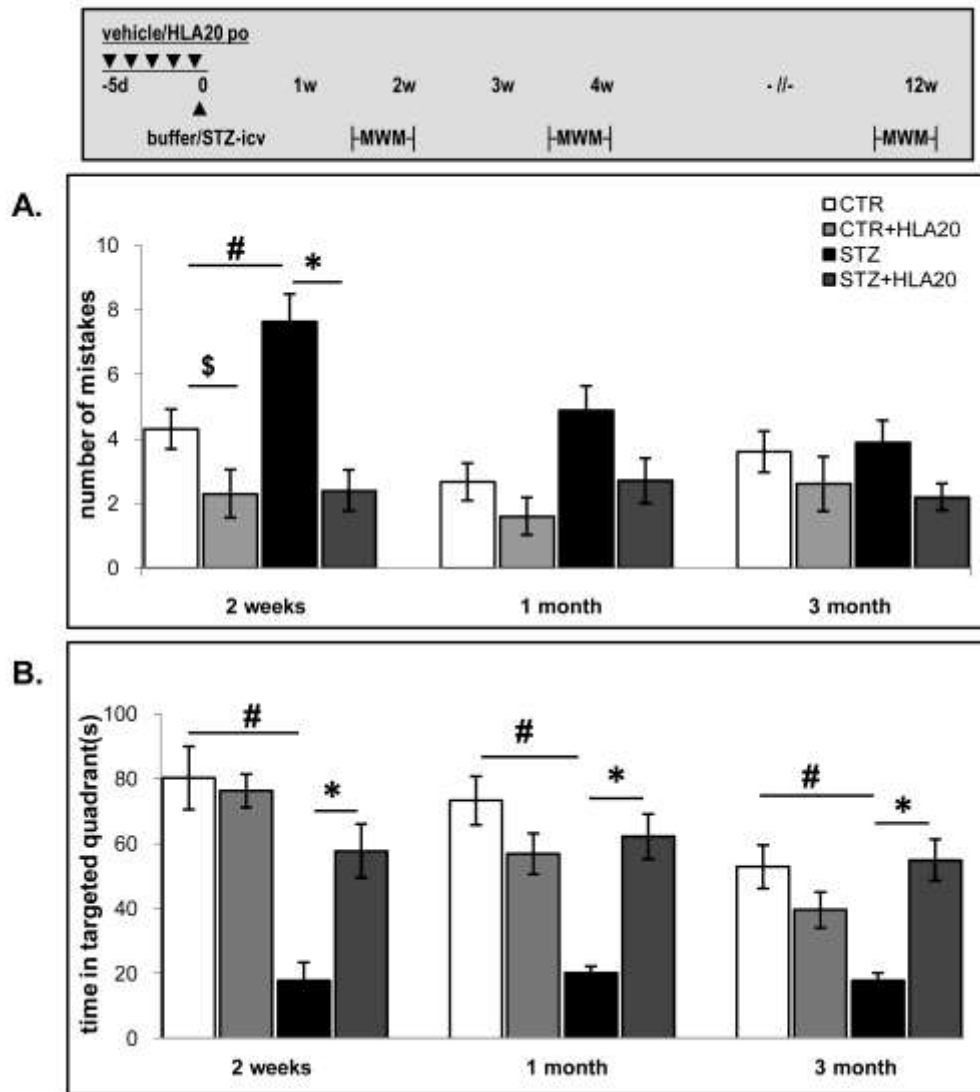 vehicle/HLA20 po
-5d 0 1w 2w 3w 4w - //- 12w
buffer/STZ-icv MWM MWM MWM
A.
CTR
CTR+HLA20
STZ
STZ+HLA20
number of mistakes
10
8
6
4
2
0
# *
$
2 weeks 1 month 3 month
B.
time in targeted quadrant(s)
100
80
60
40
20
0
# * # * # *
2 weeks 1 month 3 month